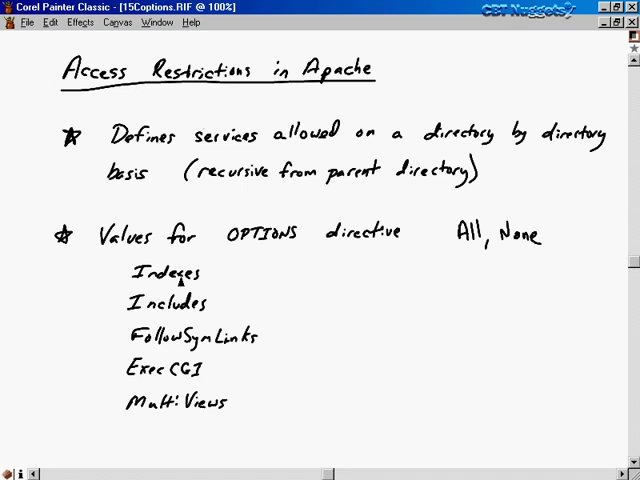 Corel Painter Classic - [15Coptions.RIF @ 100%]
CBT Nuggets
File Edit Effects Canvas Window Help
Access Restrictions in Apache
Defines services allowed on a directory by directory
basis (recursive from parent directory)
Values for OPTIONS directive All, None
Indexes
Includes
FollowSymLinks
ExecCGI
MultiViews